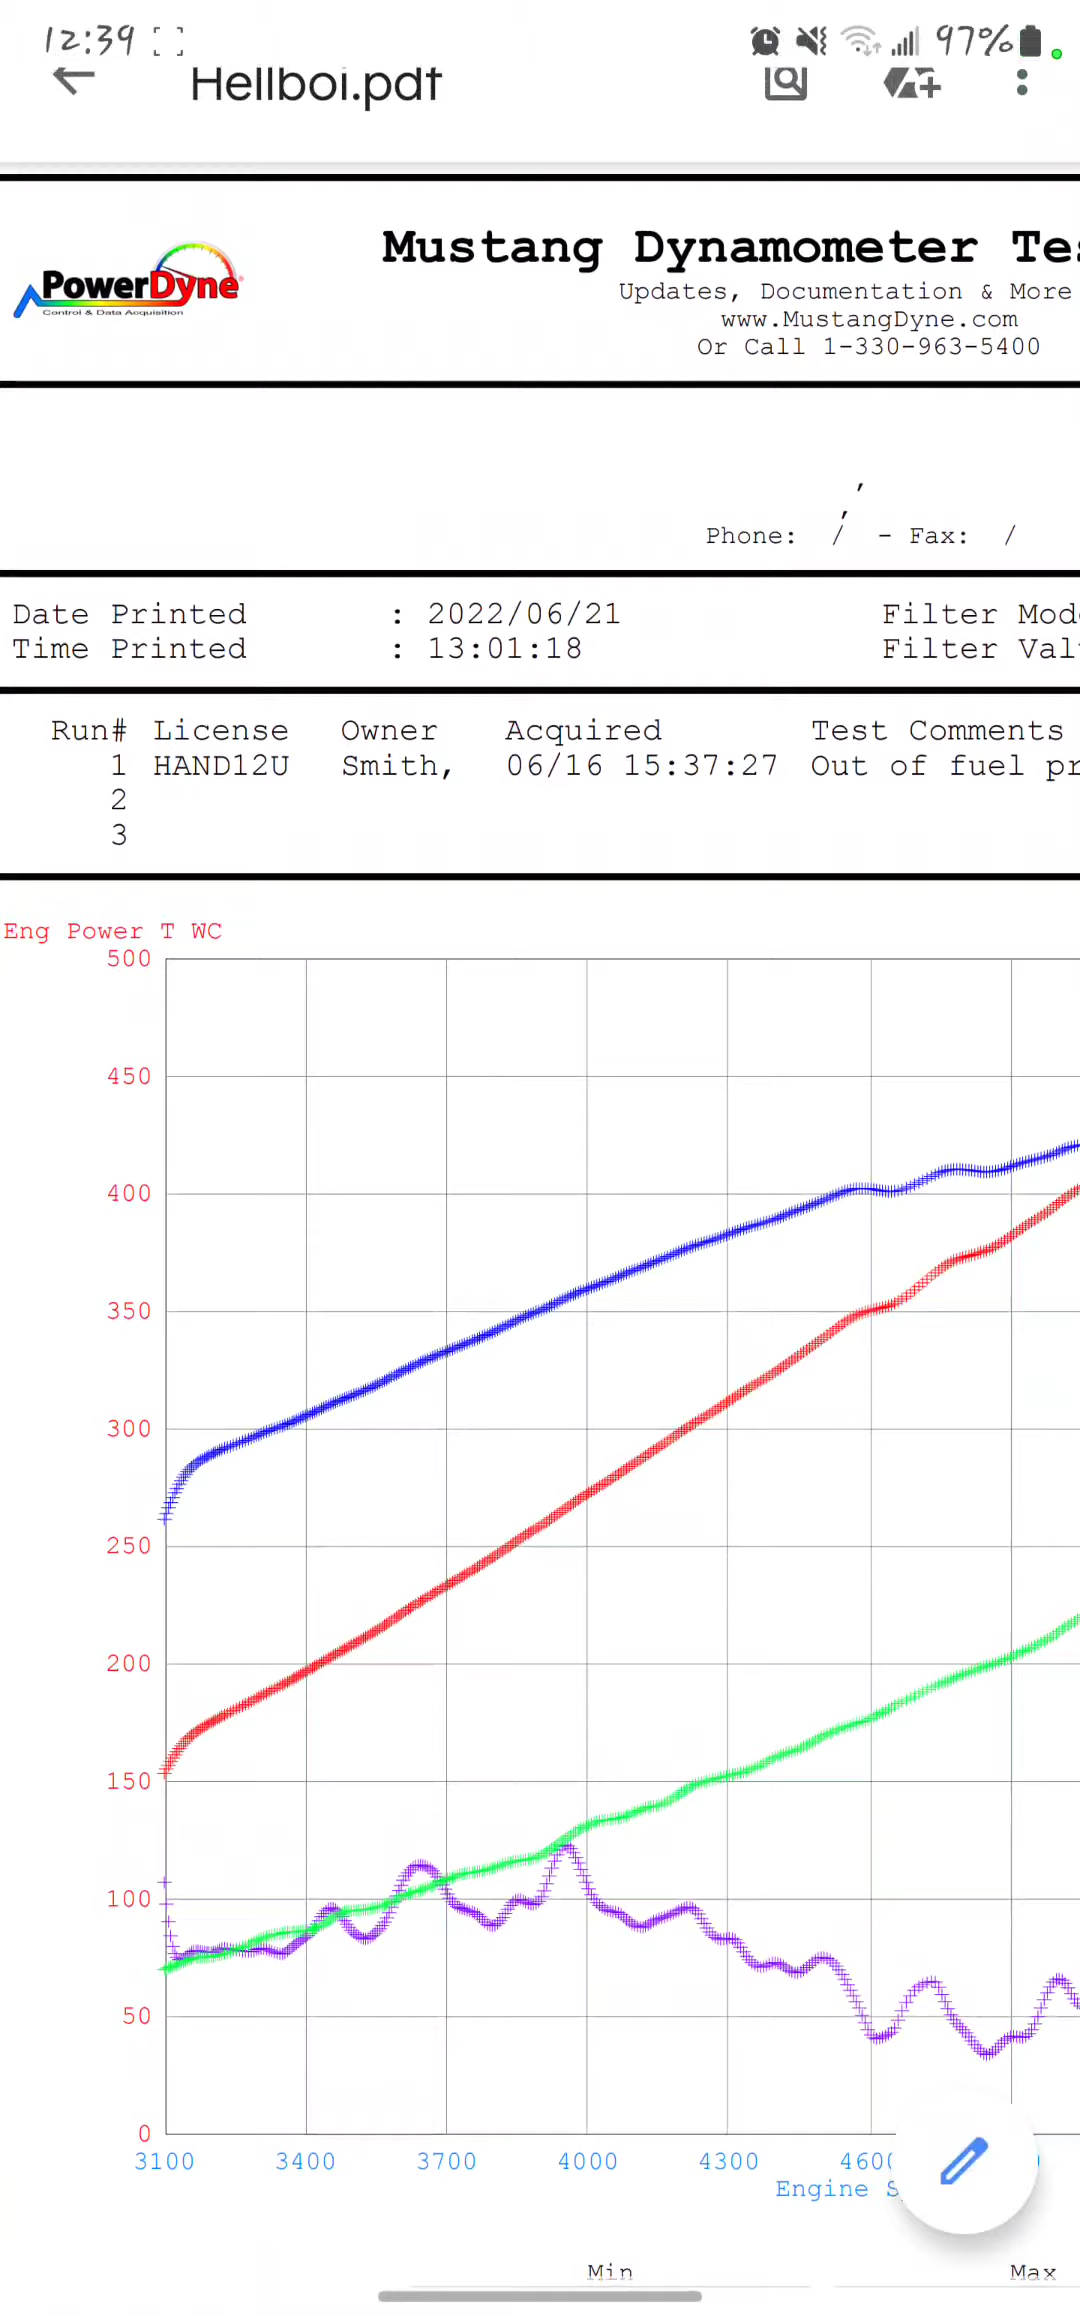 12:39 97%
Hellboi.pdf
PowerDyne
Control & Data Acquisition
Mustang Dynamometer Te
Updates, Documentation & More
www.MustangDyne.com
Or Call 1-330-963-5400
,
,
Phone: / - Fax: /
Date Printed : 2022/06/21 Filter Mod
Time Printed : 13:01:18 Filter Val
Run# License Owner Acquired Test Comments
1 HAND12U Smith, 06/16 15:37:27 Out of fuel pr
2
3
Eng Power T WC
500
450
400
350
300
250
200
150
100
50
0
3100 3400 3700 4000 4300 460
Engine S
Min Max